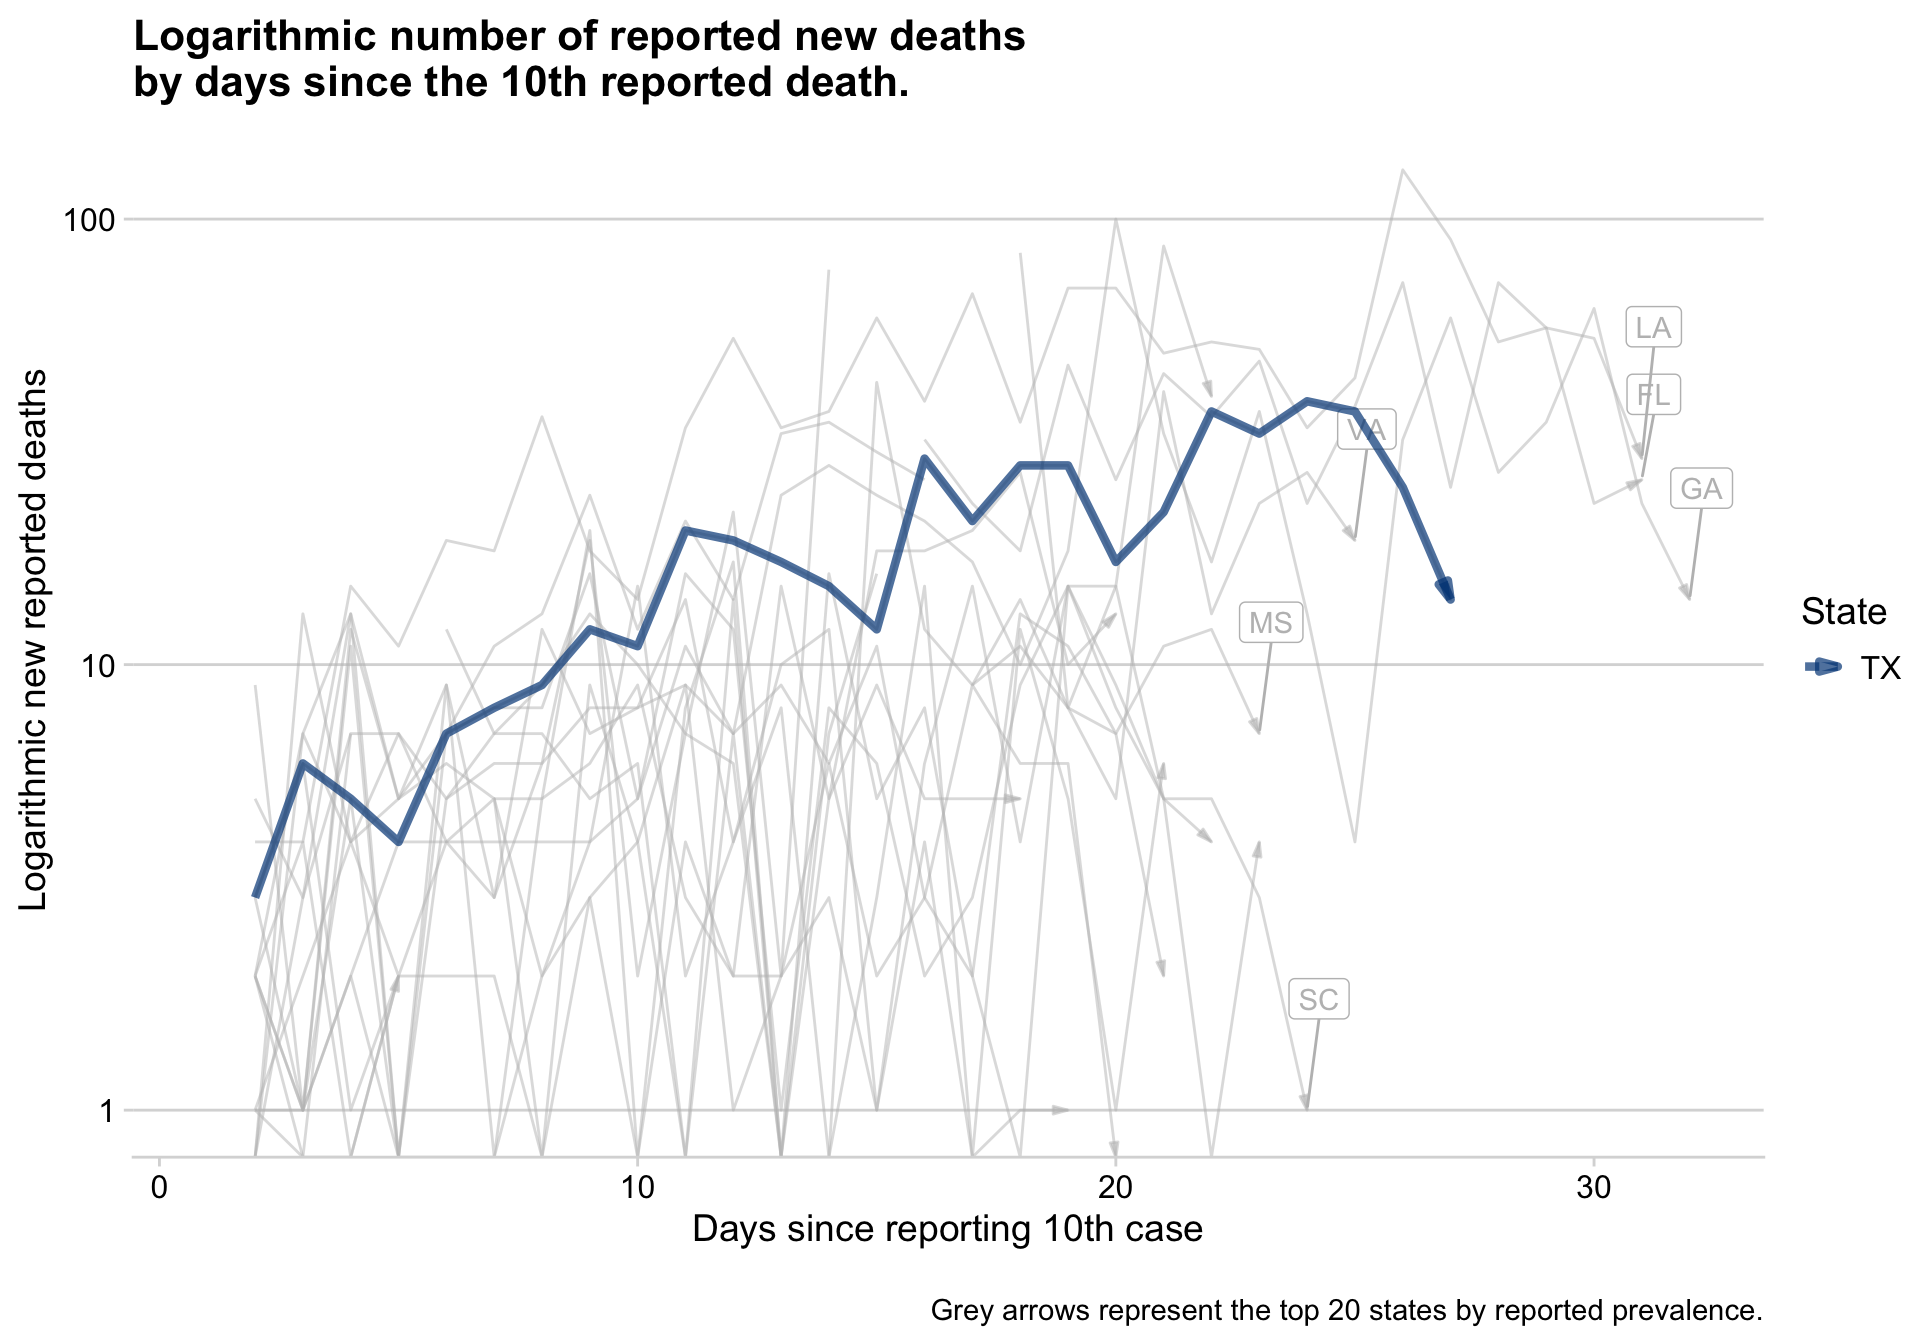 Logarithmic number of reported new deaths
by days since the 10th reported death.
Logarithmic new reported deaths
100
10
1
LA
FL
VA
GA
MS
SC
State
TX
0
10
20
30
Days since reporting 10th case
Grey arrows represent the top 20 states by reported prevalence.